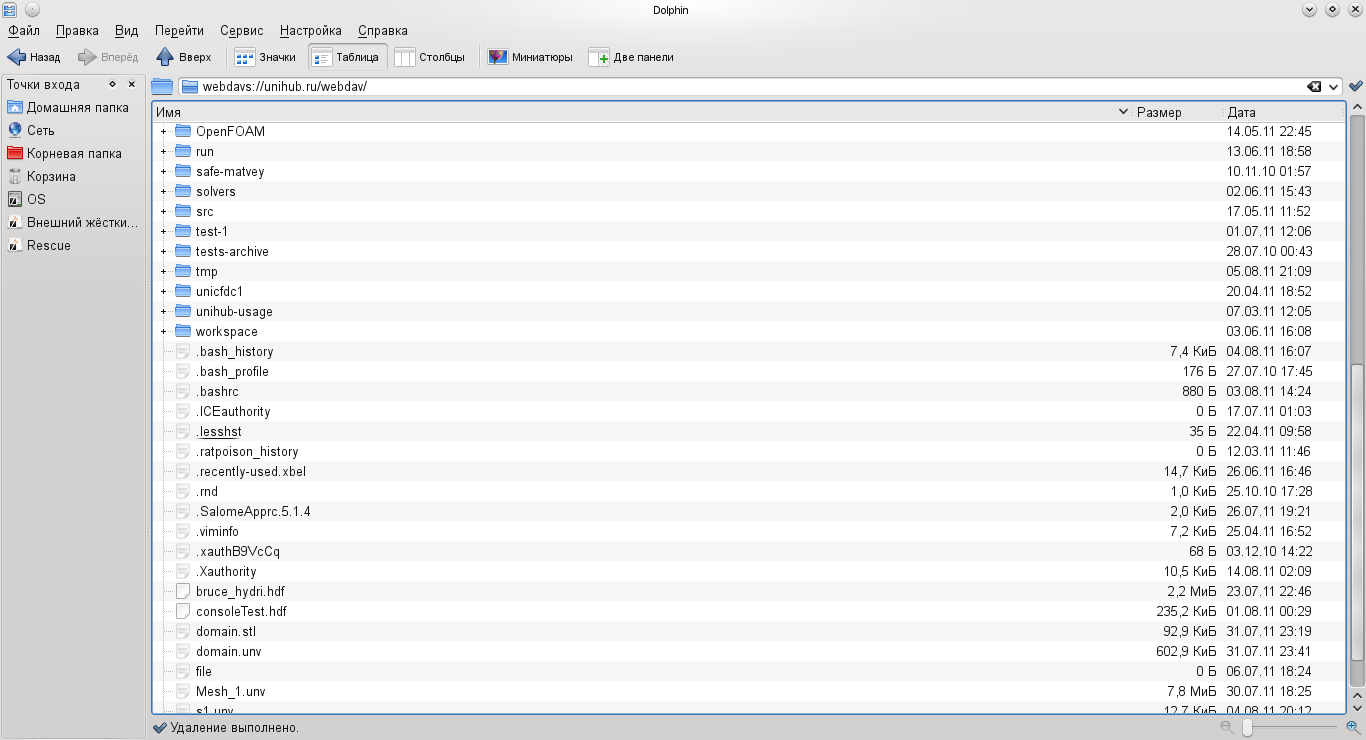 Dolphin
Файл Правка Вид Перейти Сервис Настройка Справка
Назад Вперёд Вверх Значки Таблица Столбцы Миниатюры Две панели
Точки входа
Домашняя папка
Сеть
Корневая папка
Корзина
OS
Внешний жёстки...
Rescue
webdavs://unihub.ru/webdav/
Имя Размер Дата
OpenFOAM 14.05.11 22:45
run 13.06.11 18:58
safe-matvey 10.11.10 01:57
solvers 02.06.11 15:43
src 17.05.11 11:52
test-1 01.07.11 12:06
tests-archive 28.07.10 00:43
tmp 05.08.11 21:09
unicfdc1 20.04.11 18:52
unihub-usage 07.03.11 12:05
workspace 03.06.11 16:08
.bash_history 7,4 КиБ 04.08.11 16:07
.bash_profile 176 Б 27.07.10 17:45
.bashrc 880 Б 03.08.11 14:24
.ICEauthority 0 Б 17.07.11 01:03
.lesshst 35 Б 22.04.11 09:58
.ratpoison_history 0 Б 12.03.11 11:46
.recently-used.xbel 14,7 КиБ 26.06.11 16:46
.rnd 1,0 КиБ 25.10.10 17:28
.SalomeApprc.5.1.4 2,0 КиБ 26.07.11 19:21
.viminfo 7,2 КиБ 25.04.11 16:52
.xauthB9VcCq 68 Б 03.12.10 14:22
.Xauthority 10,5 КиБ 14.08.11 02:09
bruce_hydri.hdf 2,2 МиБ 23.07.11 22:46
consoleTest.hdf 235,2 КиБ 01.08.11 00:29
domain.stl 92,9 КиБ 31.07.11 23:19
domain.unv 602,9 КиБ 31.07.11 23:41
file 0 Б 06.07.11 18:24
Mesh_1.unv 7,8 МиБ 30.07.11 18:25
s1.unv 12,7 КиБ 04.08.11 20:12
Удаление выполнено.